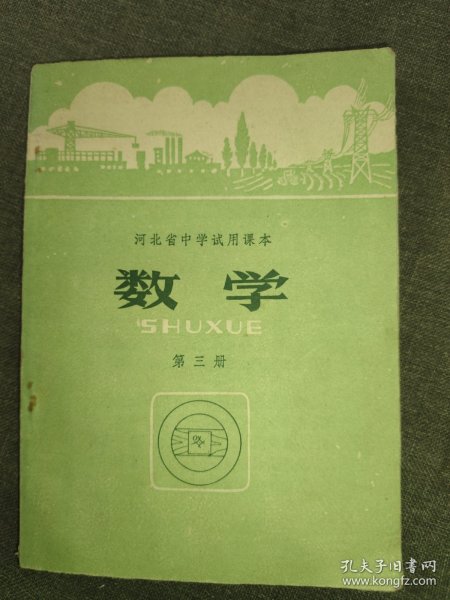 河北省中学试用课本
数学
SHUXUE
第三册
孔夫子旧书网
www.kongfz.com